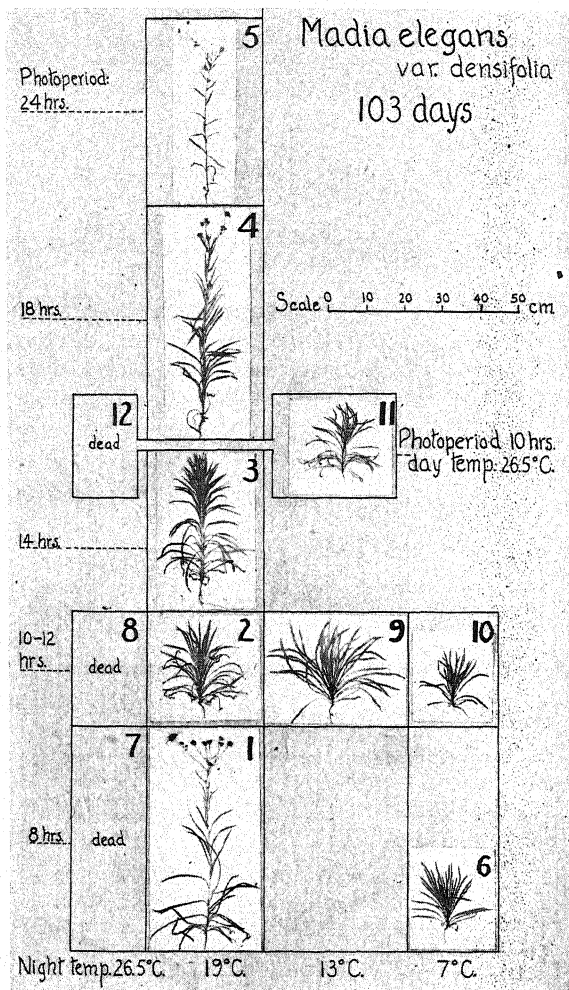 Madia elegans
var. densifolia
103 days
Photoperiod:
24 hrs.
5
18 hrs.
4
Scale 0 10 20 30 40 50 cm
12
dead
11
Photoperiod 10 hrs.
day temp: 26.5°C.
3
14 hrs.
10-12
hrs.
8
dead
2
9
10
7
dead
8 hrs.
1
6
Night temp. 26.5°C. 19°C. 13°C. 7°C.